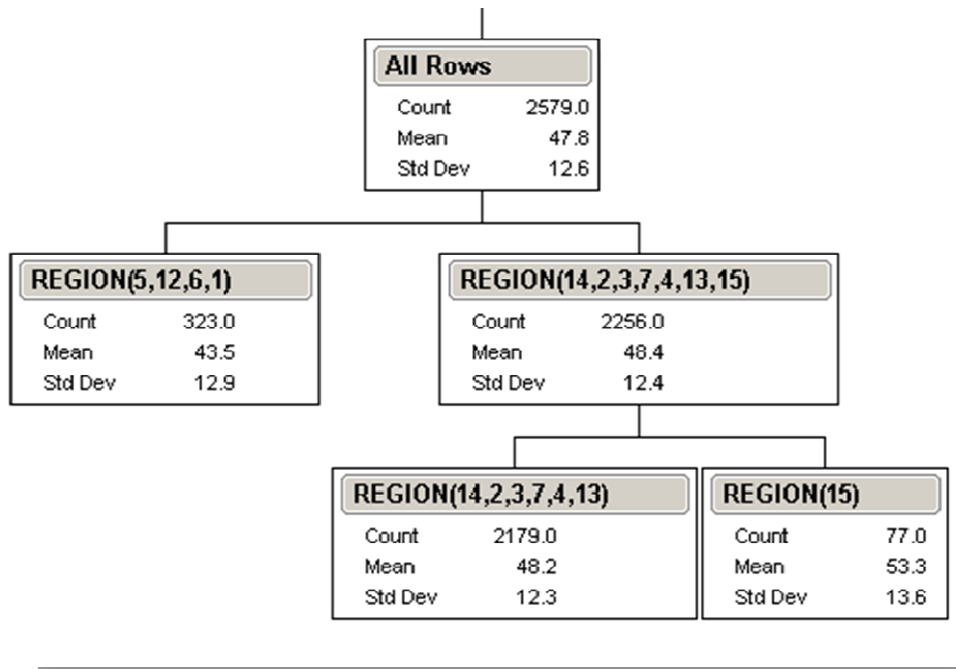 All Rows
Count 2579.0
Mean 47.8
Std Dev 12.6
REGION(5,12,6,1)
Count 323.0
Mean 43.5
Std Dev 12.9
REGION(14,2,3,7,4,13,15)
Count 2256.0
Mean 48.4
Std Dev 12.4
REGION(14,2,3,7,4,13)
Count 2179.0
Mean 48.2
Std Dev 12.3
REGION(15)
Count 77.0
Mean 53.3
Std Dev 13.6